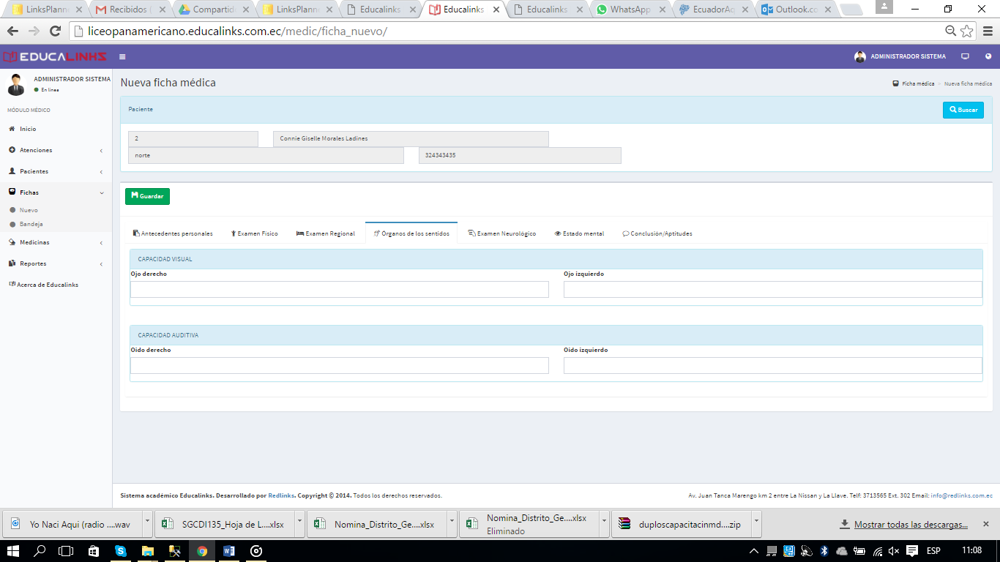 LinksPlanne
Recibidos (
Compartido
LinksPlanne
Educalinks
Educalinks
Educalinks
WhatsApp
EcuadorAq
Outlook.co
liceopanamericano.educalinks.com.ec/medic/ficha_nuevo/
EDUCALINKS
ADMINISTRADOR SISTEMA
ADMINISTRADOR SISTEMA
En linea
MÓDULO MÉDICO
Inicio
Atenciones
Pacientes
Fichas
Nuevo
Bandeja
Medicinas
Reportes
Acerca de Educalinks
Nueva ficha médica
Ficha médica > Nueva ficha médica
Paciente
Buscar
2 Connie Giselle Morales Ladines
norte 324343435
Guardar
Antecedentes personales Examen Físico Examen Regional Órganos de los sentidos Examen Neurológico Estado mental Conclusión/Aptitudes
CAPACIDAD VISUAL
Ojo derecho Ojo izquierdo
CAPACIDAD AUDITIVA
Oido derecho Oido izquierdo
Sistema académico Educalinks. Desarrollado por Redlinks. Copyright © 2014. Todos los derechos reservados.
Av. Juan Tanca Marengo km 2 entre La Nissan y La Llave. Telf: 3713565 Ext. 302 Email: info@redlinks.com.ec
Yo Naci Aqui (radio ....wav
SGCDI135_Hoja de L....xlsx
Nomina_Distrito_Ge....xlsx
Nomina_Distrito_Ge....xlsx
Eliminado
duploscapacitacinmd....zip
Mostrar todas las descargas...
ESP 11:08